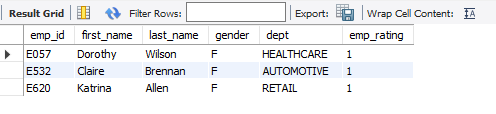 Result Grid Filter Rows: Export: Wrap Cell Content:
emp_id first_name last_name gender dept emp_rating
E057 Dorothy Wilson F HEALTHCARE 1
E532 Claire Brennan F AUTOMOTIVE 1
E620 Katrina Allen F RETAIL 1